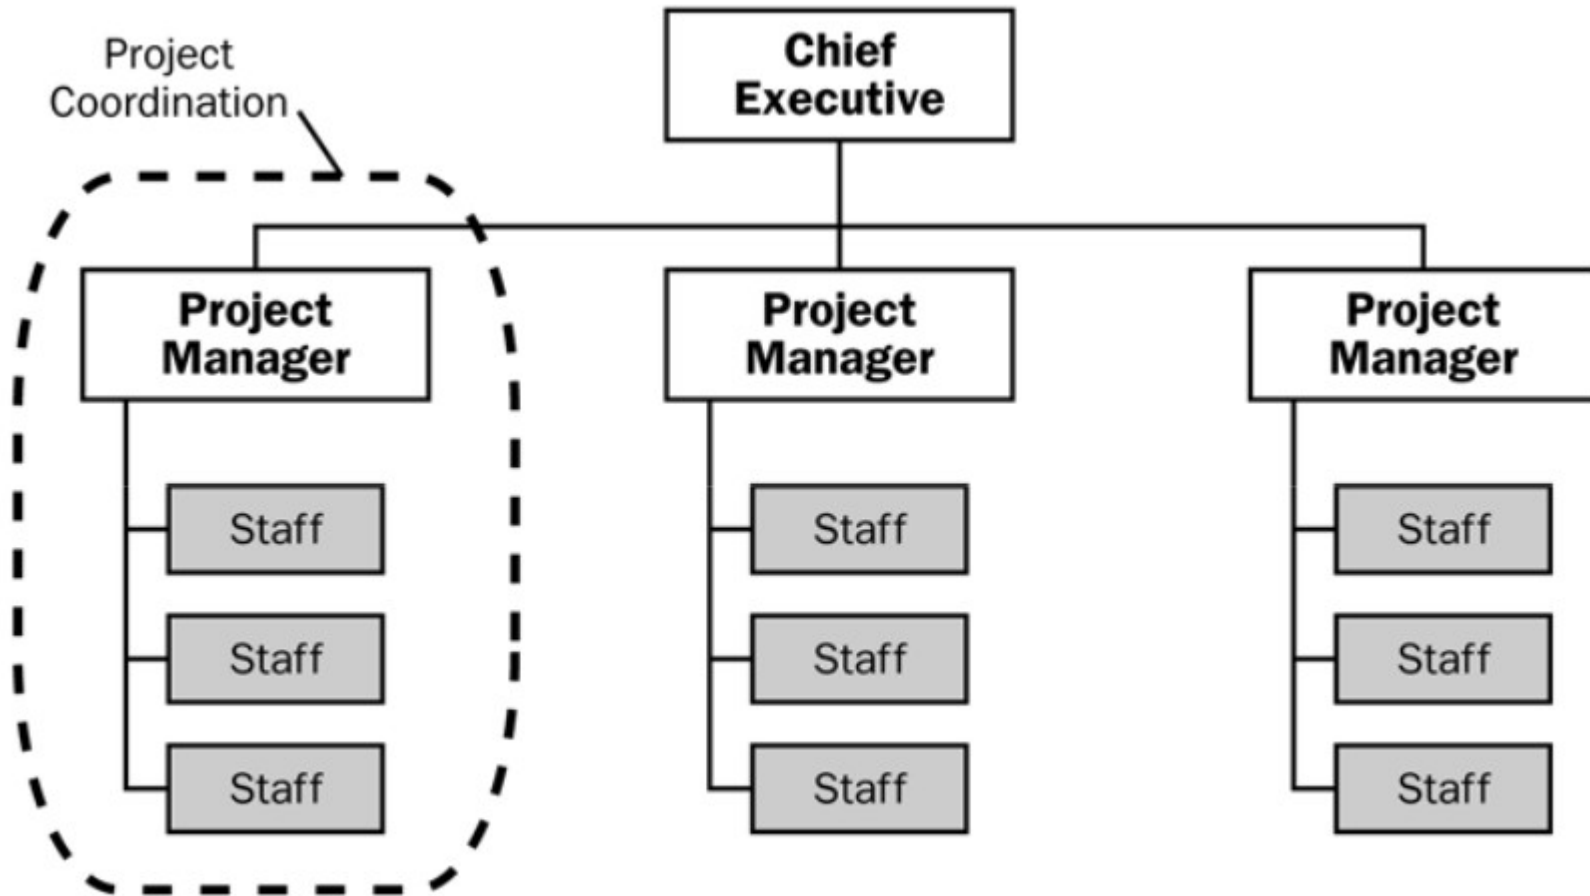 Project
Coordination
Chief
Executive
Project
Manager
Project
Manager
Project
Manager
Staff
Staff
Staff
Staff
Staff
Staff
Staff
Staff
Staff